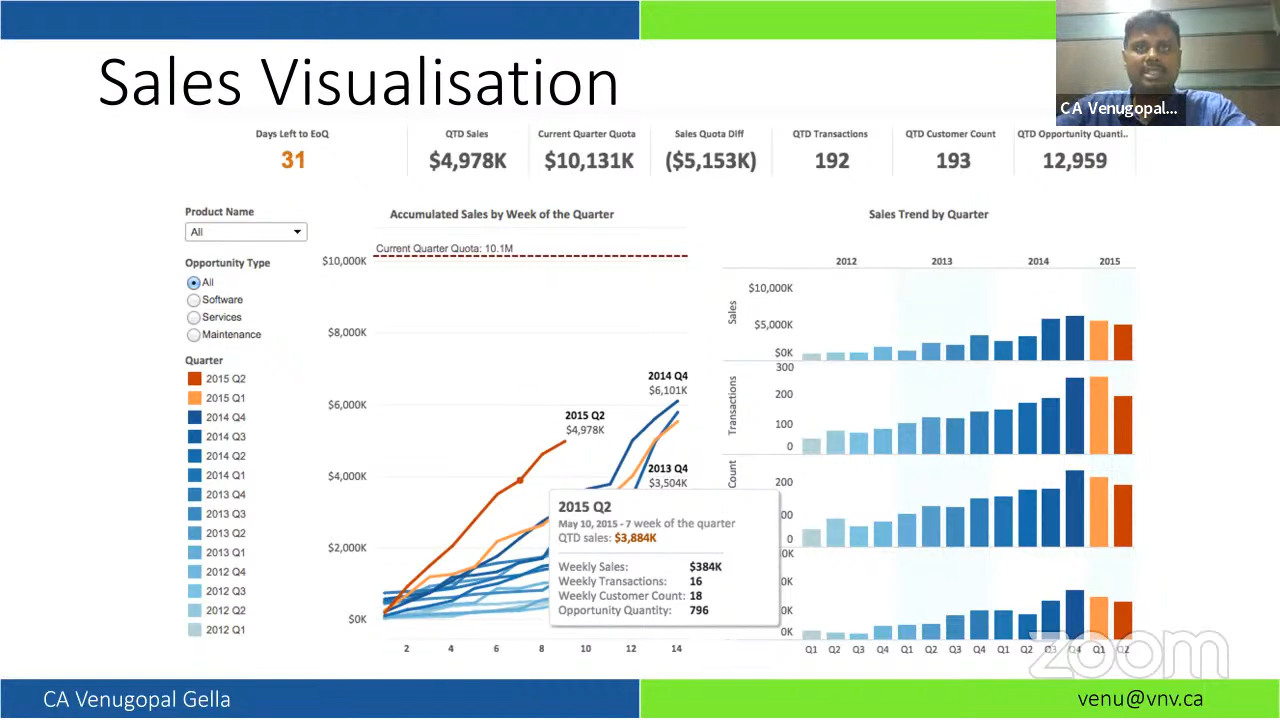 Sales Visualisation
CA Venugopal...
Days Left to EoQ
31
QTD Sales
$4,978K
Current Quarter Quota
$10,131K
Sales Quota Diff
($5,153K)
QTD Transactions
192
QTD Customer Count
193
QTD Opportunity Quanti..
12,959
Product Name
All
Opportunity Type
All
Software
Services
Maintenance
Quarter
2015 Q2
2015 Q1
2014 Q4
2014 Q3
2014 Q2
2014 Q1
2013 Q4
2013 Q3
2013 Q2
2013 Q1
2012 Q4
2012 Q3
2012 Q2
2012 Q1
Accumulated Sales by Week of the Quarter
Current Quarter Quota: 10.1M
$10,000K
$8,000K
$6,000K
$4,000K
$2,000K
$0K
2014 Q4
$6,101K
2015 Q2
$4,978K
2013 Q4
$3,504K
2 4 6 8 10 12 14
2015 Q2
May 10, 2015 - 7 week of the quarter
QTD sales: $3,884K
Weekly Sales: $384K
Weekly Transactions: 16
Weekly Customer Count: 18
Opportunity Quantity: 796
Sales Trend by Quarter
2012 2013 2014 2015
Sales
$10,000K
$5,000K
$0K
Transactions
300
200
100
0
Count
200
00
0
0K
0K
0K
0K
Q1 Q2 Q3 Q4 Q1 Q2 Q3 Q4 Q1 Q2 Q3 Q4 Q1 Q2
zoom
CA Venugopal Gella
venu@vnv.ca